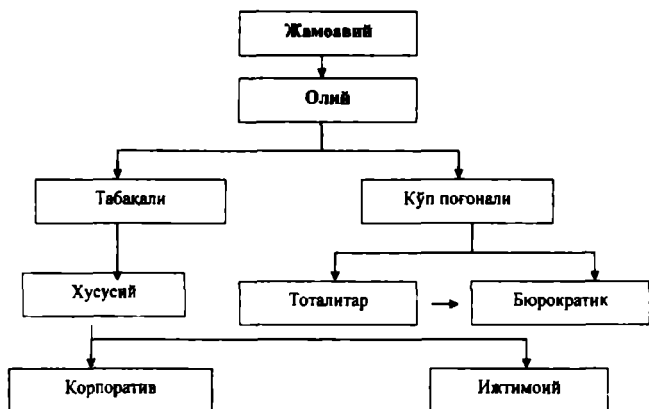 Жамоавий
Олий
Табақали
Кўп поғонали
Хусусий
Тоталитар
Бюрократик
Корпоратив
Ижтимоий